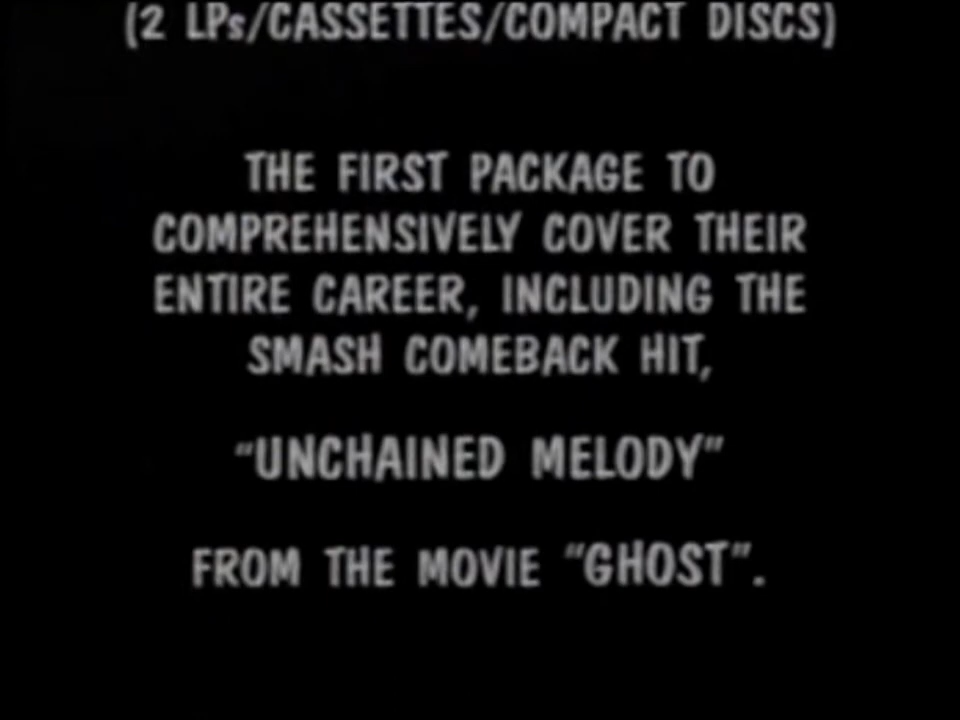 (2 LPs/CASSETTES/COMPACT DISCS)
THE FIRST PACKAGE TO
COMPREHENSIVELY COVER THEIR
ENTIRE CAREER, INCLUDING THE
SMASH COMEBACK HIT,
"UNCHAINED MELODY"
FROM THE MOVIE "GHOST".